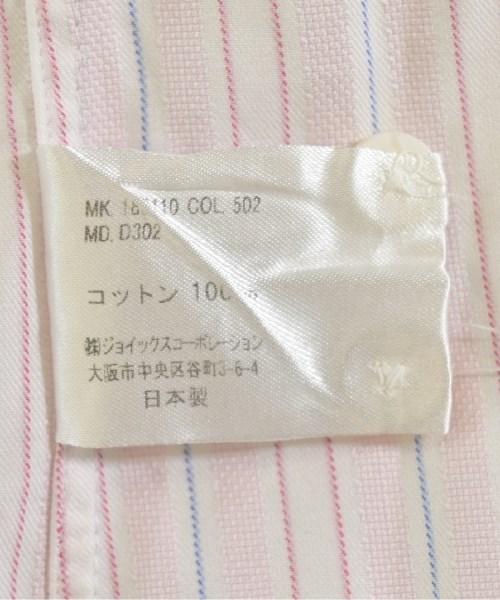 COL. 502
MD. D302
コットン
㈱ジョイックスコーポレーション
大阪市中央区谷町3-6-4
日本製